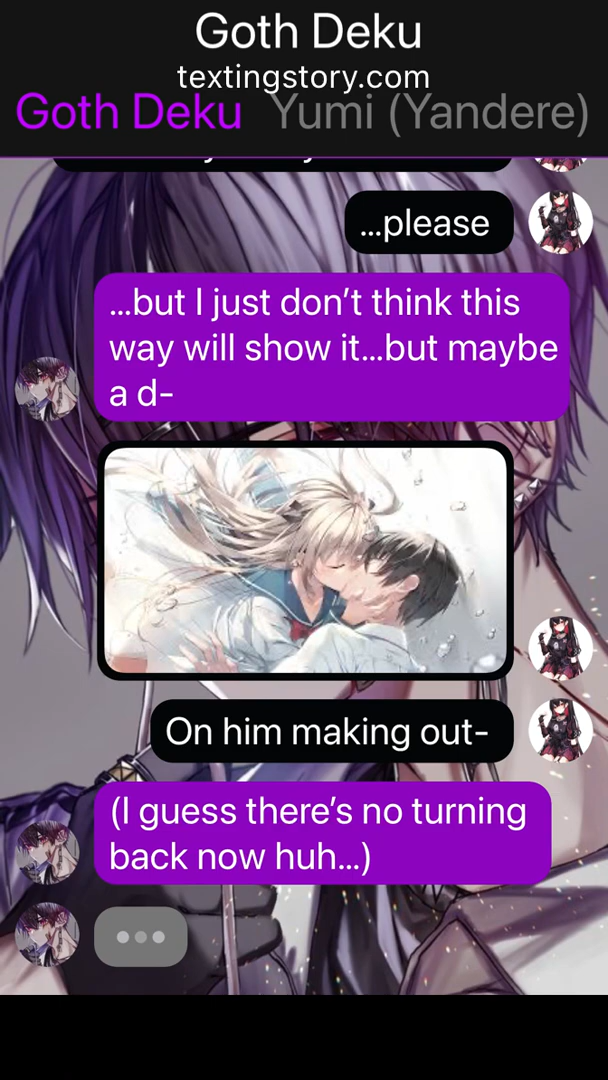 Goth Deku
textingstory.com
Goth Deku Yumi (Yandere)
...please
...but I just don't think this
way will show it...but maybe
a d-
On him making out-
(I guess there's no turning
back now huh...)